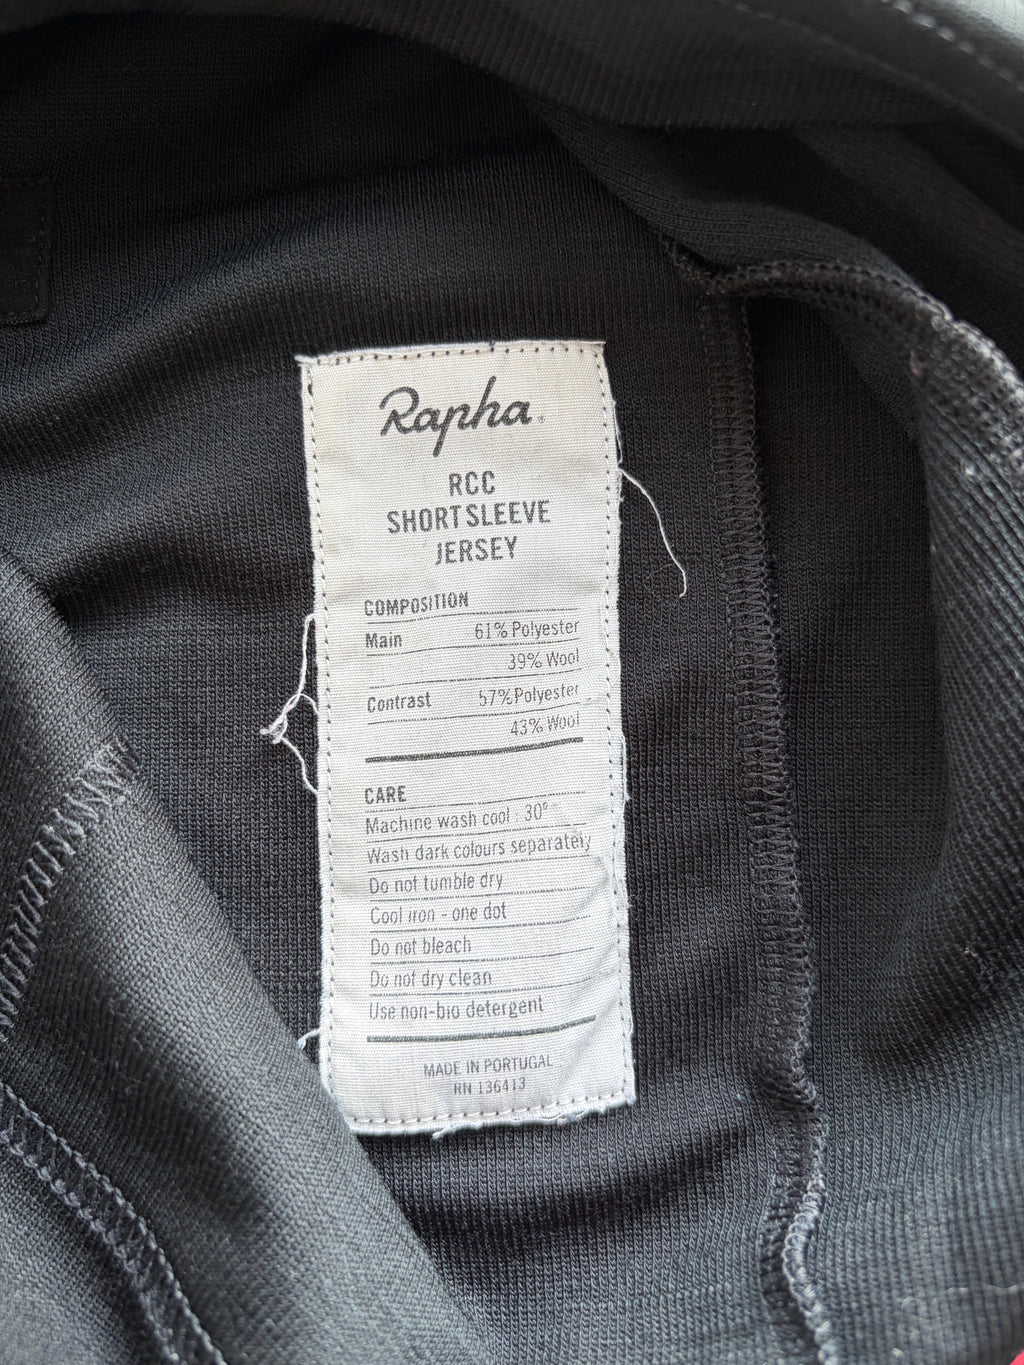 Rapha.
RCC
SHORT SLEEVE
JERSEY
COMPOSITION
Main 61% Polyester
39% Wool
Contrast 57% Polyester
43% Wool
CARE
Machine wash cool : 30°
Wash dark colours separately
Do not tumble dry
Cool iron - one dot
Do not bleach
Do not dry clean
Use non-bio detergent
MADE IN PORTUGAL
RN 136413